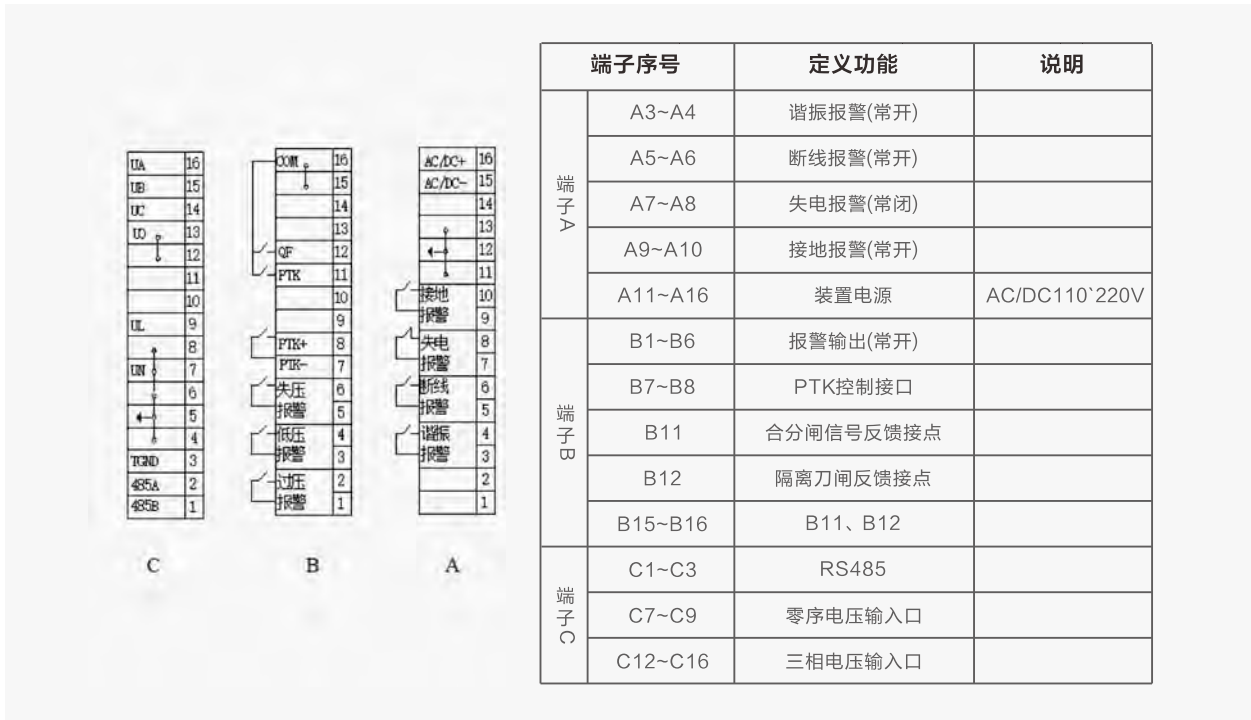 UA 16
UB 15
UC 14
UO 13
12
11
10
UL 9
8
UN 7
6
5
4
TGND 3
485A 2
485B 1
C
COM 16
15
14
13
QF 12
PTK 11
10
9
PTK+ 8
PTK- 7
失压 6
报警 5
低压 4
报警 3
过压 2
报警 1
B
AC/DC+ 16
AC/DC- 15
14
13
12
11
接地 10
报警 9
失电 8
报警 7
断线 6
报警 5
谐振 4
报警 3
2
1
A
端子序号 定义功能 说明
端子A
A3~A4 谐振报警(常开)
A5~A6 断线报警(常开)
A7~A8 失电报警(常闭)
A9~A10 接地报警(常开)
A11~A16 装置电源 AC/DC110`220V
端子B
B1~B6 报警输出(常开)
B7~B8 PTK控制接口
B11 合分闸信号反馈接点
B12 隔离刀闸反馈接点
B15~B16 B11、B12
端子C
C1~C3 RS485
C7~C9 零序电压输入口
C12~C16 三相电压输入口